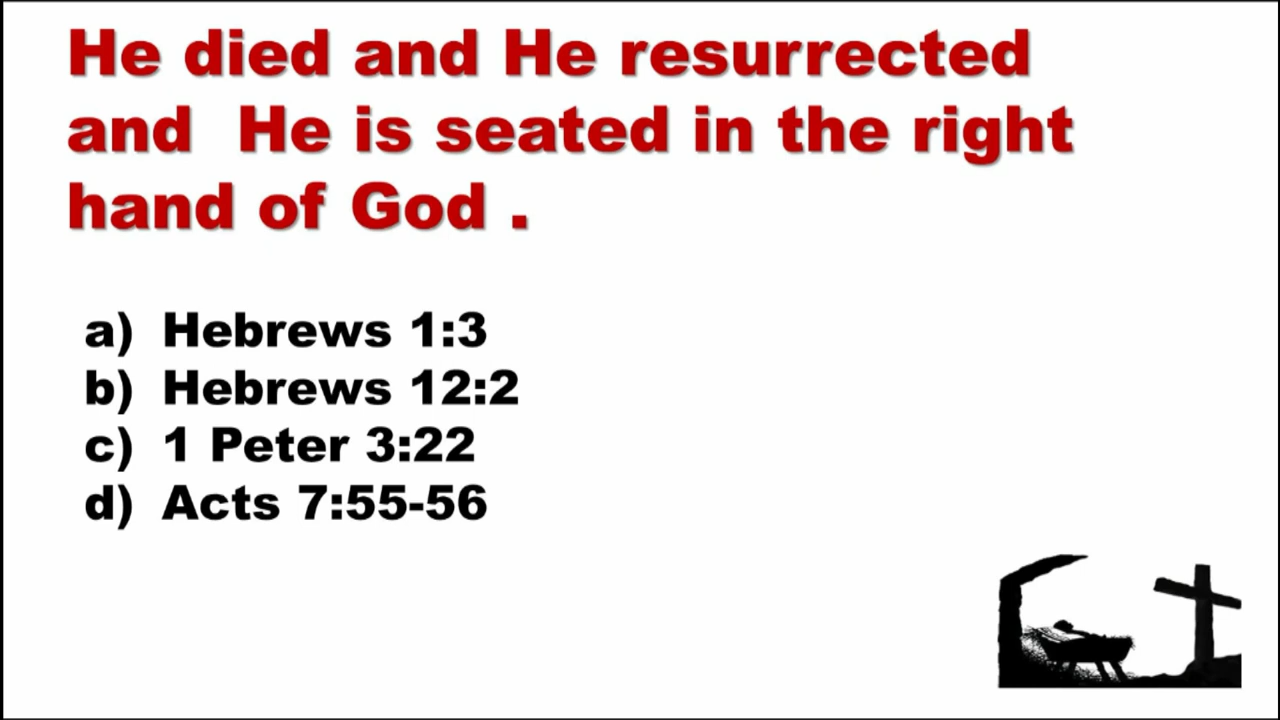 He died and He resurrected
and  He is seated in the right
hand of God .
a) Hebrews 1:3
b) Hebrews 12:2
c) 1 Peter 3:22
d) Acts 7:55-56